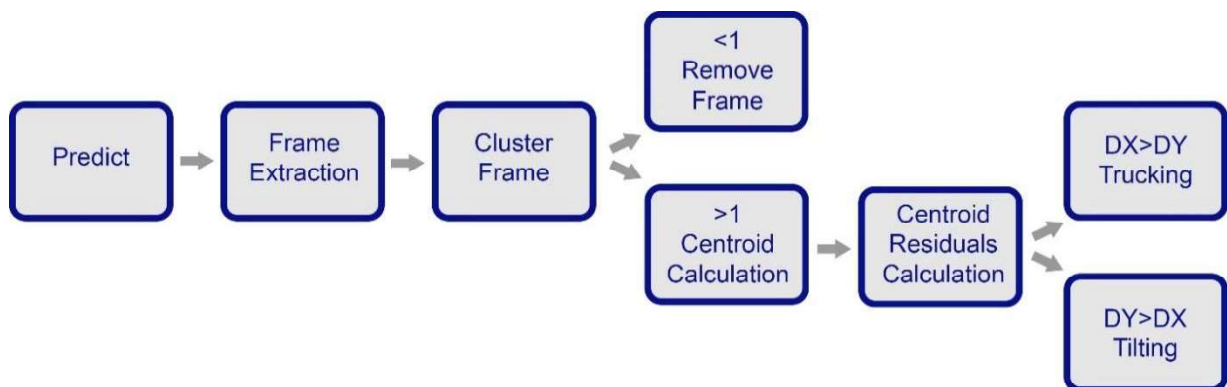 Predict
Frame
Extraction
Cluster
Frame
<1
Remove
Frame
>1
Centroid
Calculation
Centroid
Residuals
Calculation
DX>DY
Trucking
DY>DX
Tilting